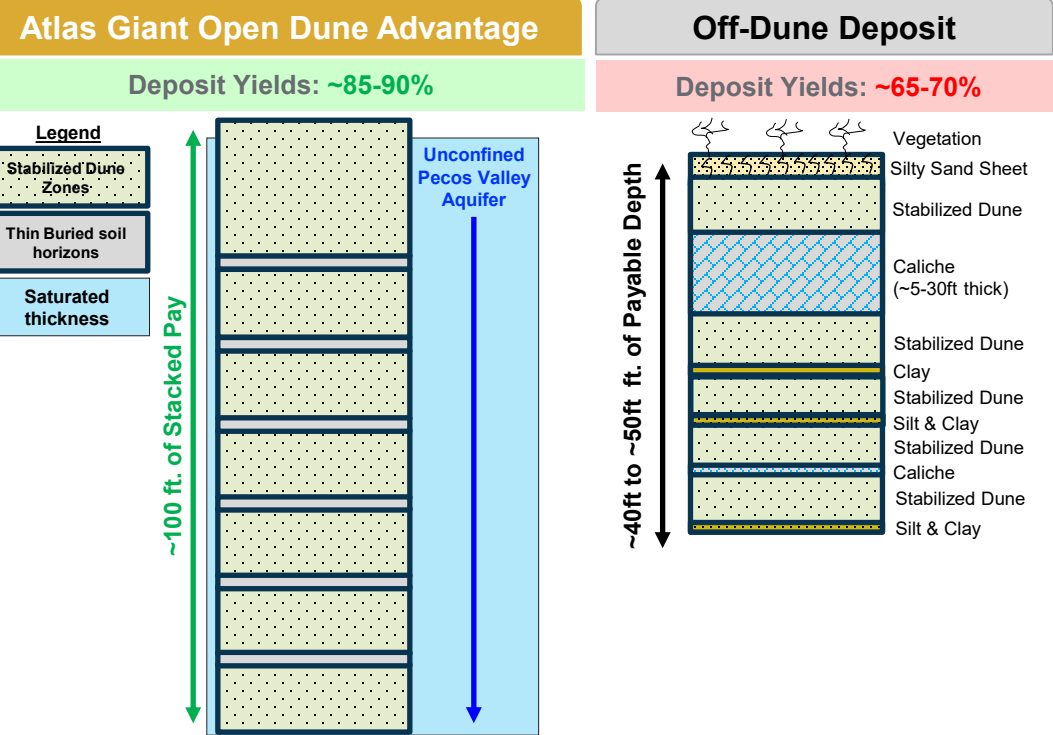 Atlas Giant Open Dune Advantage
Deposit Yields: ~85-90%
Legend
Stabilized Dune
Zones
Thin Buried soil
horizons
Saturated
thickness
~100 ft. of Stacked Pay
Unconfined
Pecos Valley
Aquifer
Off-Dune Deposit
Deposit Yields: ~65-70%
~40ft to ~50ft  ft. of Payable Depth
Vegetation
Silty Sand Sheet
Stabilized Dune
Caliche
(~5-30ft thick)
Stabilized Dune
Clay
Stabilized Dune
Silt & Clay
Stabilized Dune
Caliche
Stabilized Dune
Silt & Clay